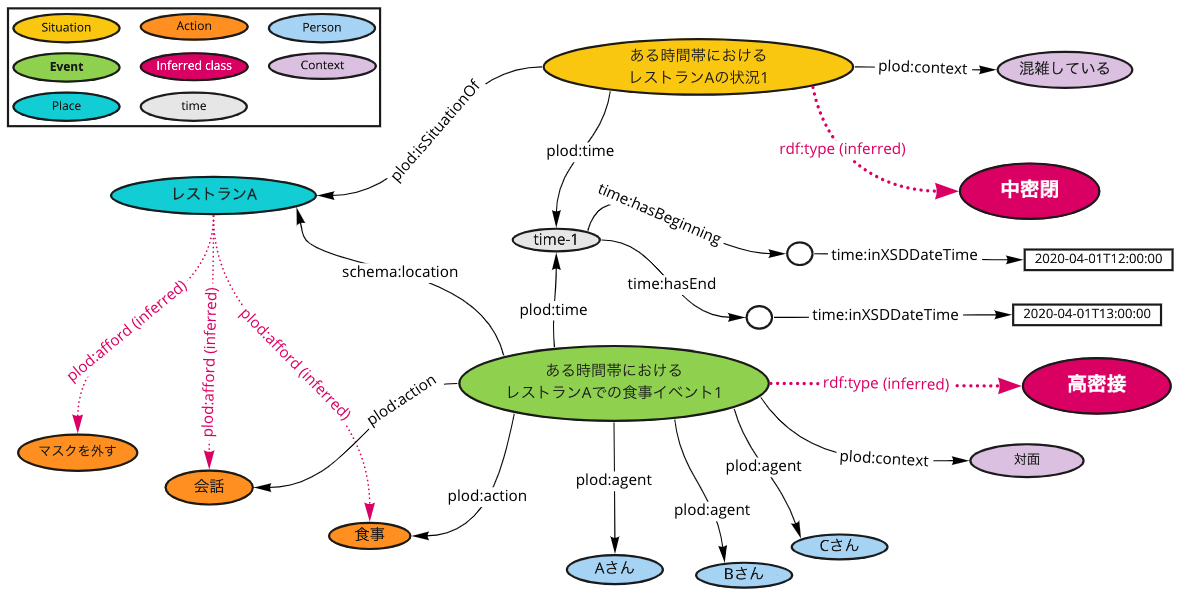 Situation
Action
Person
Event
Inferred class
Context
Place
time
ある時間帯における
レストランAの状況1
plod:context
混雑している
plod:isSituationOf
plod:time
rdf:type (inferred)
中密閉
レストランA
time:hasBeginning
time-1
time:inXSDDateTime
2020-04-01T12:00:00
schema:location
time:hasEnd
plod:time
time:inXSDDateTime
2020-04-01T13:00:00
plod:afford (inferred)
plod:afford (inferred)
plod:afford (inferred)
ある時間帯における
レストランAでの食事イベント1
rdf:type (inferred)
高密接
plod:action
マスクを外す
会話
plod:action
食事
plod:agent
plod:agent
plod:agent
plod:context
対面
Aさん
Bさん
Cさん